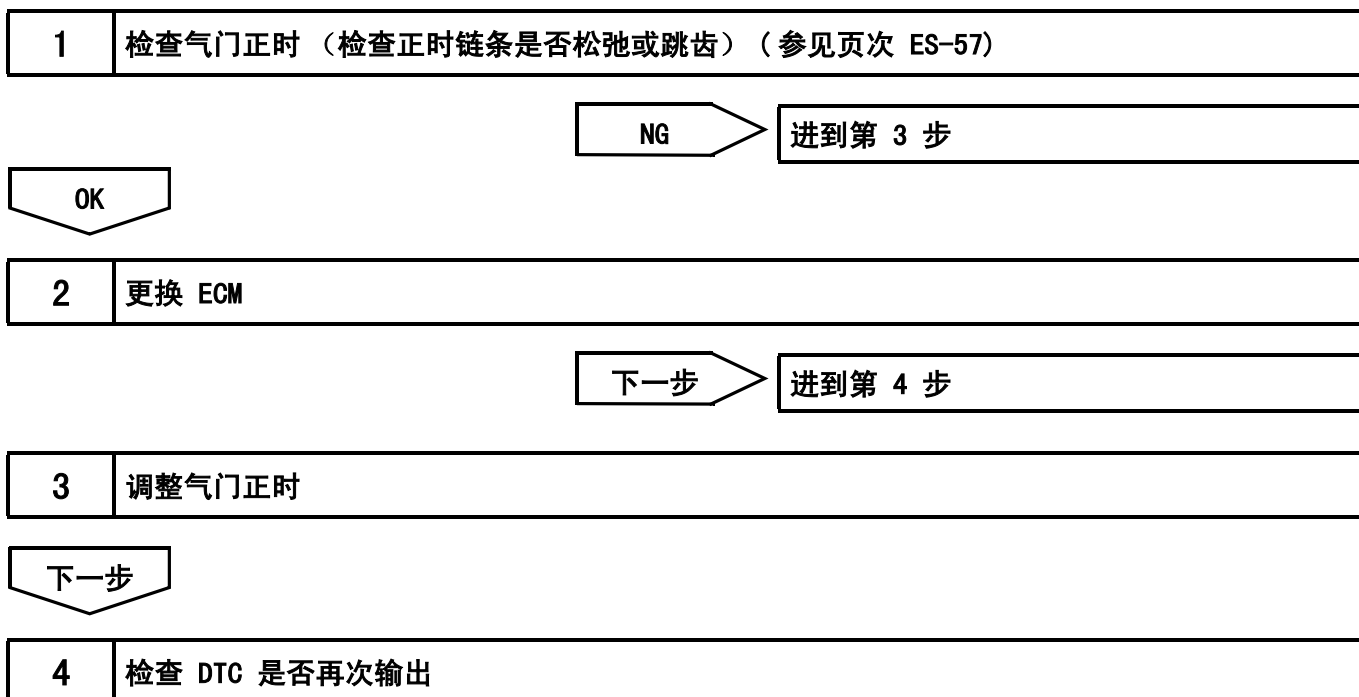 1 检查气门正时 (检查正时链条是否松弛或跳齿) (参见页次 ES-57)
NG 进到第 3 步
OK
2 更换 ECM
下一步 进到第 4 步
3 调整气门正时
下一步
4 检查 DTC 是否再次输出